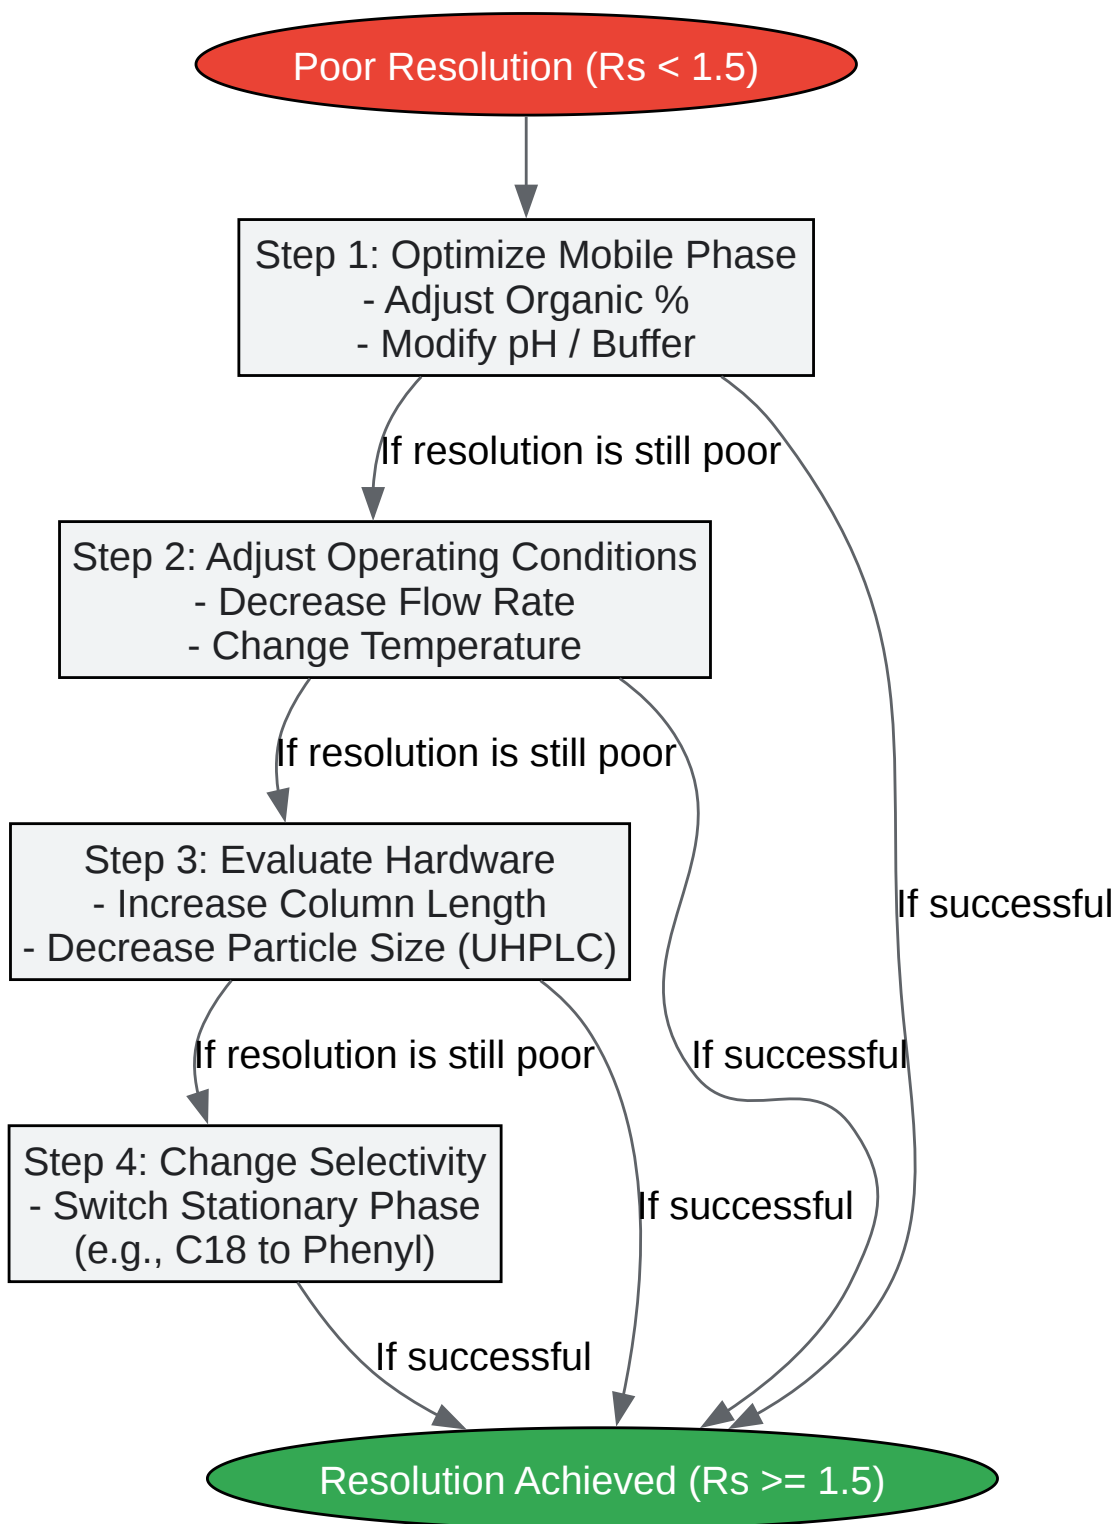 Poor Resolution (Rs < 1.5)
Step 1: Optimize Mobile Phase
- Adjust Organic %
- Modify pH / Buffer
If resolution is still poor
Step 2: Adjust Operating Conditions
- Decrease Flow Rate
- Change Temperature
If resolution is still poor
Step 3: Evaluate Hardware
- Increase Column Length
- Decrease Particle Size (UHPLC)
If successful
If resolution is still poor
If successful
Step 4: Change Selectivity
- Switch Stationary Phase
(e.g., C18 to Phenyl)
If successful
If successful
Resolution Achieved (Rs >= 1.5)